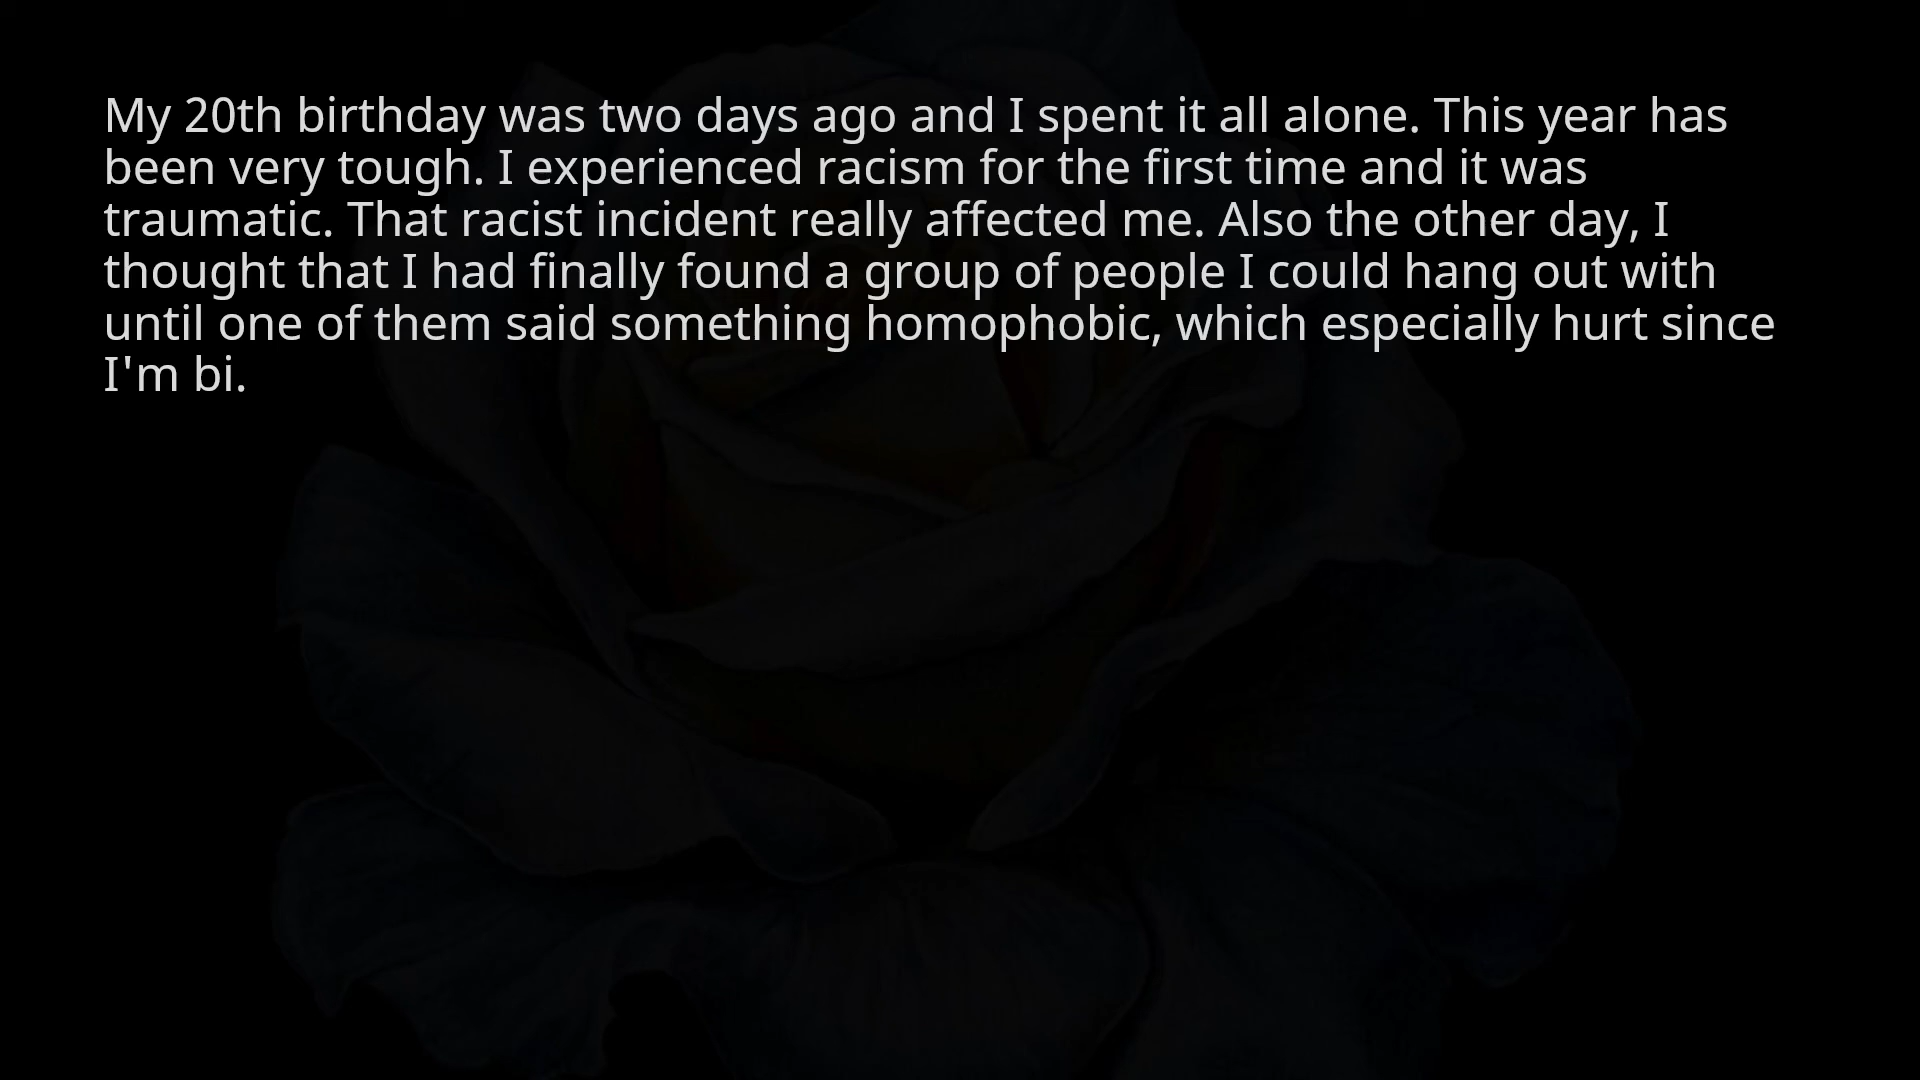 My 20th birthday was two days ago and I spent it all alone. This year has
been very tough. I experienced racism for the first time and it was
traumatic. That racist incident really affected me. Also the other day, I
thought that I had finally found a group of people I could hang out with
until one of them said something homophobic, which especially hurt since
I'm bi.